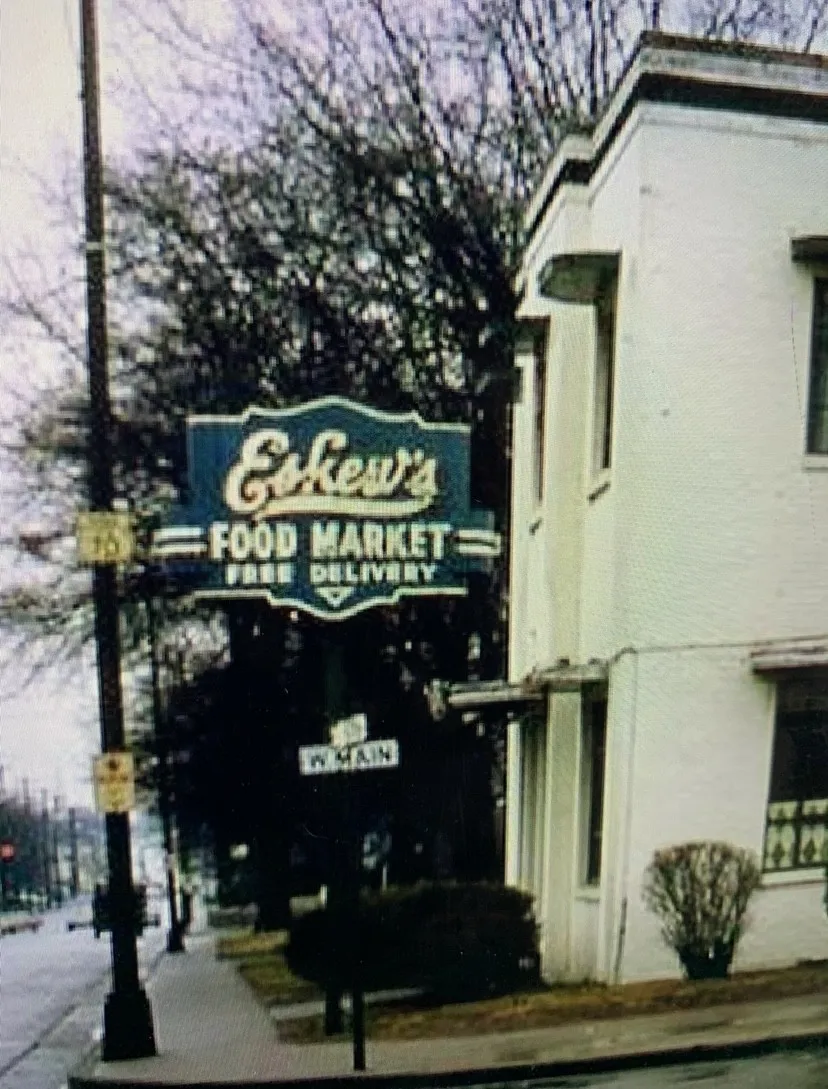 Eskew's
FOOD MARKET
FREE DELIVERY
W. MAIN